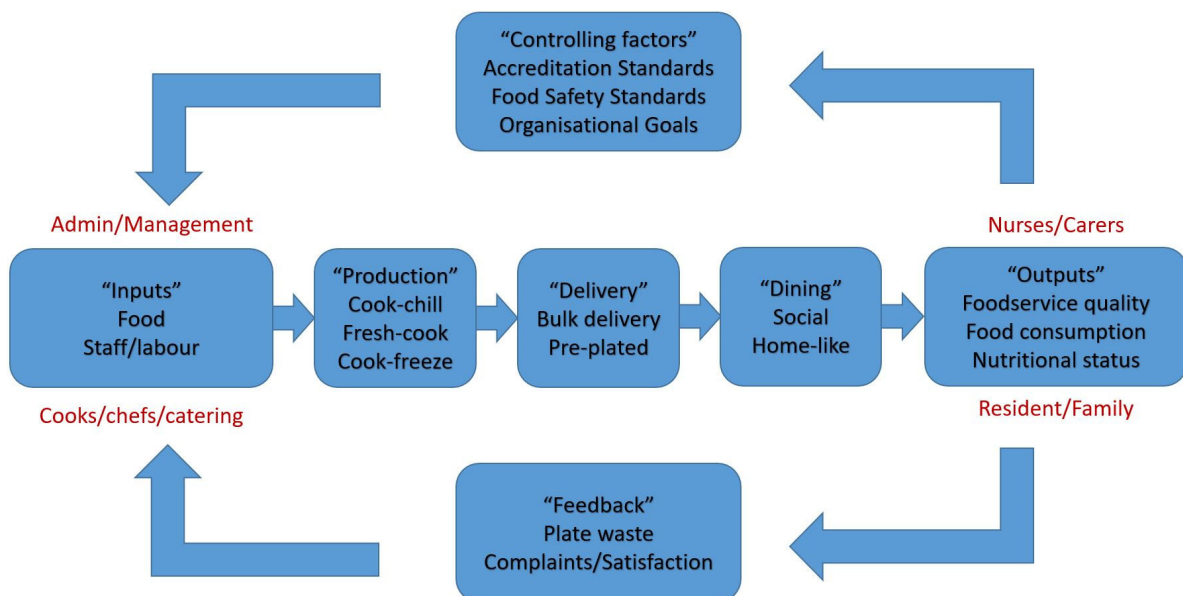 “Controlling factors”
Accreditation Standards
Food Safety Standards
Organisational Goals
Admin/Management
Nurses/Carers
“Inputs”
Food
Staff/labour
“Production”
Cook-chill
Fresh-cook
Cook-freeze
“Delivery”
Bulk delivery
Pre-plated
“Dining”
Social
Home-like
“Outputs”
Foodservice quality
Food consumption
Nutritional status
Cooks/chefs/catering
Resident/Family
“Feedback”
Plate waste
Complaints/Satisfaction